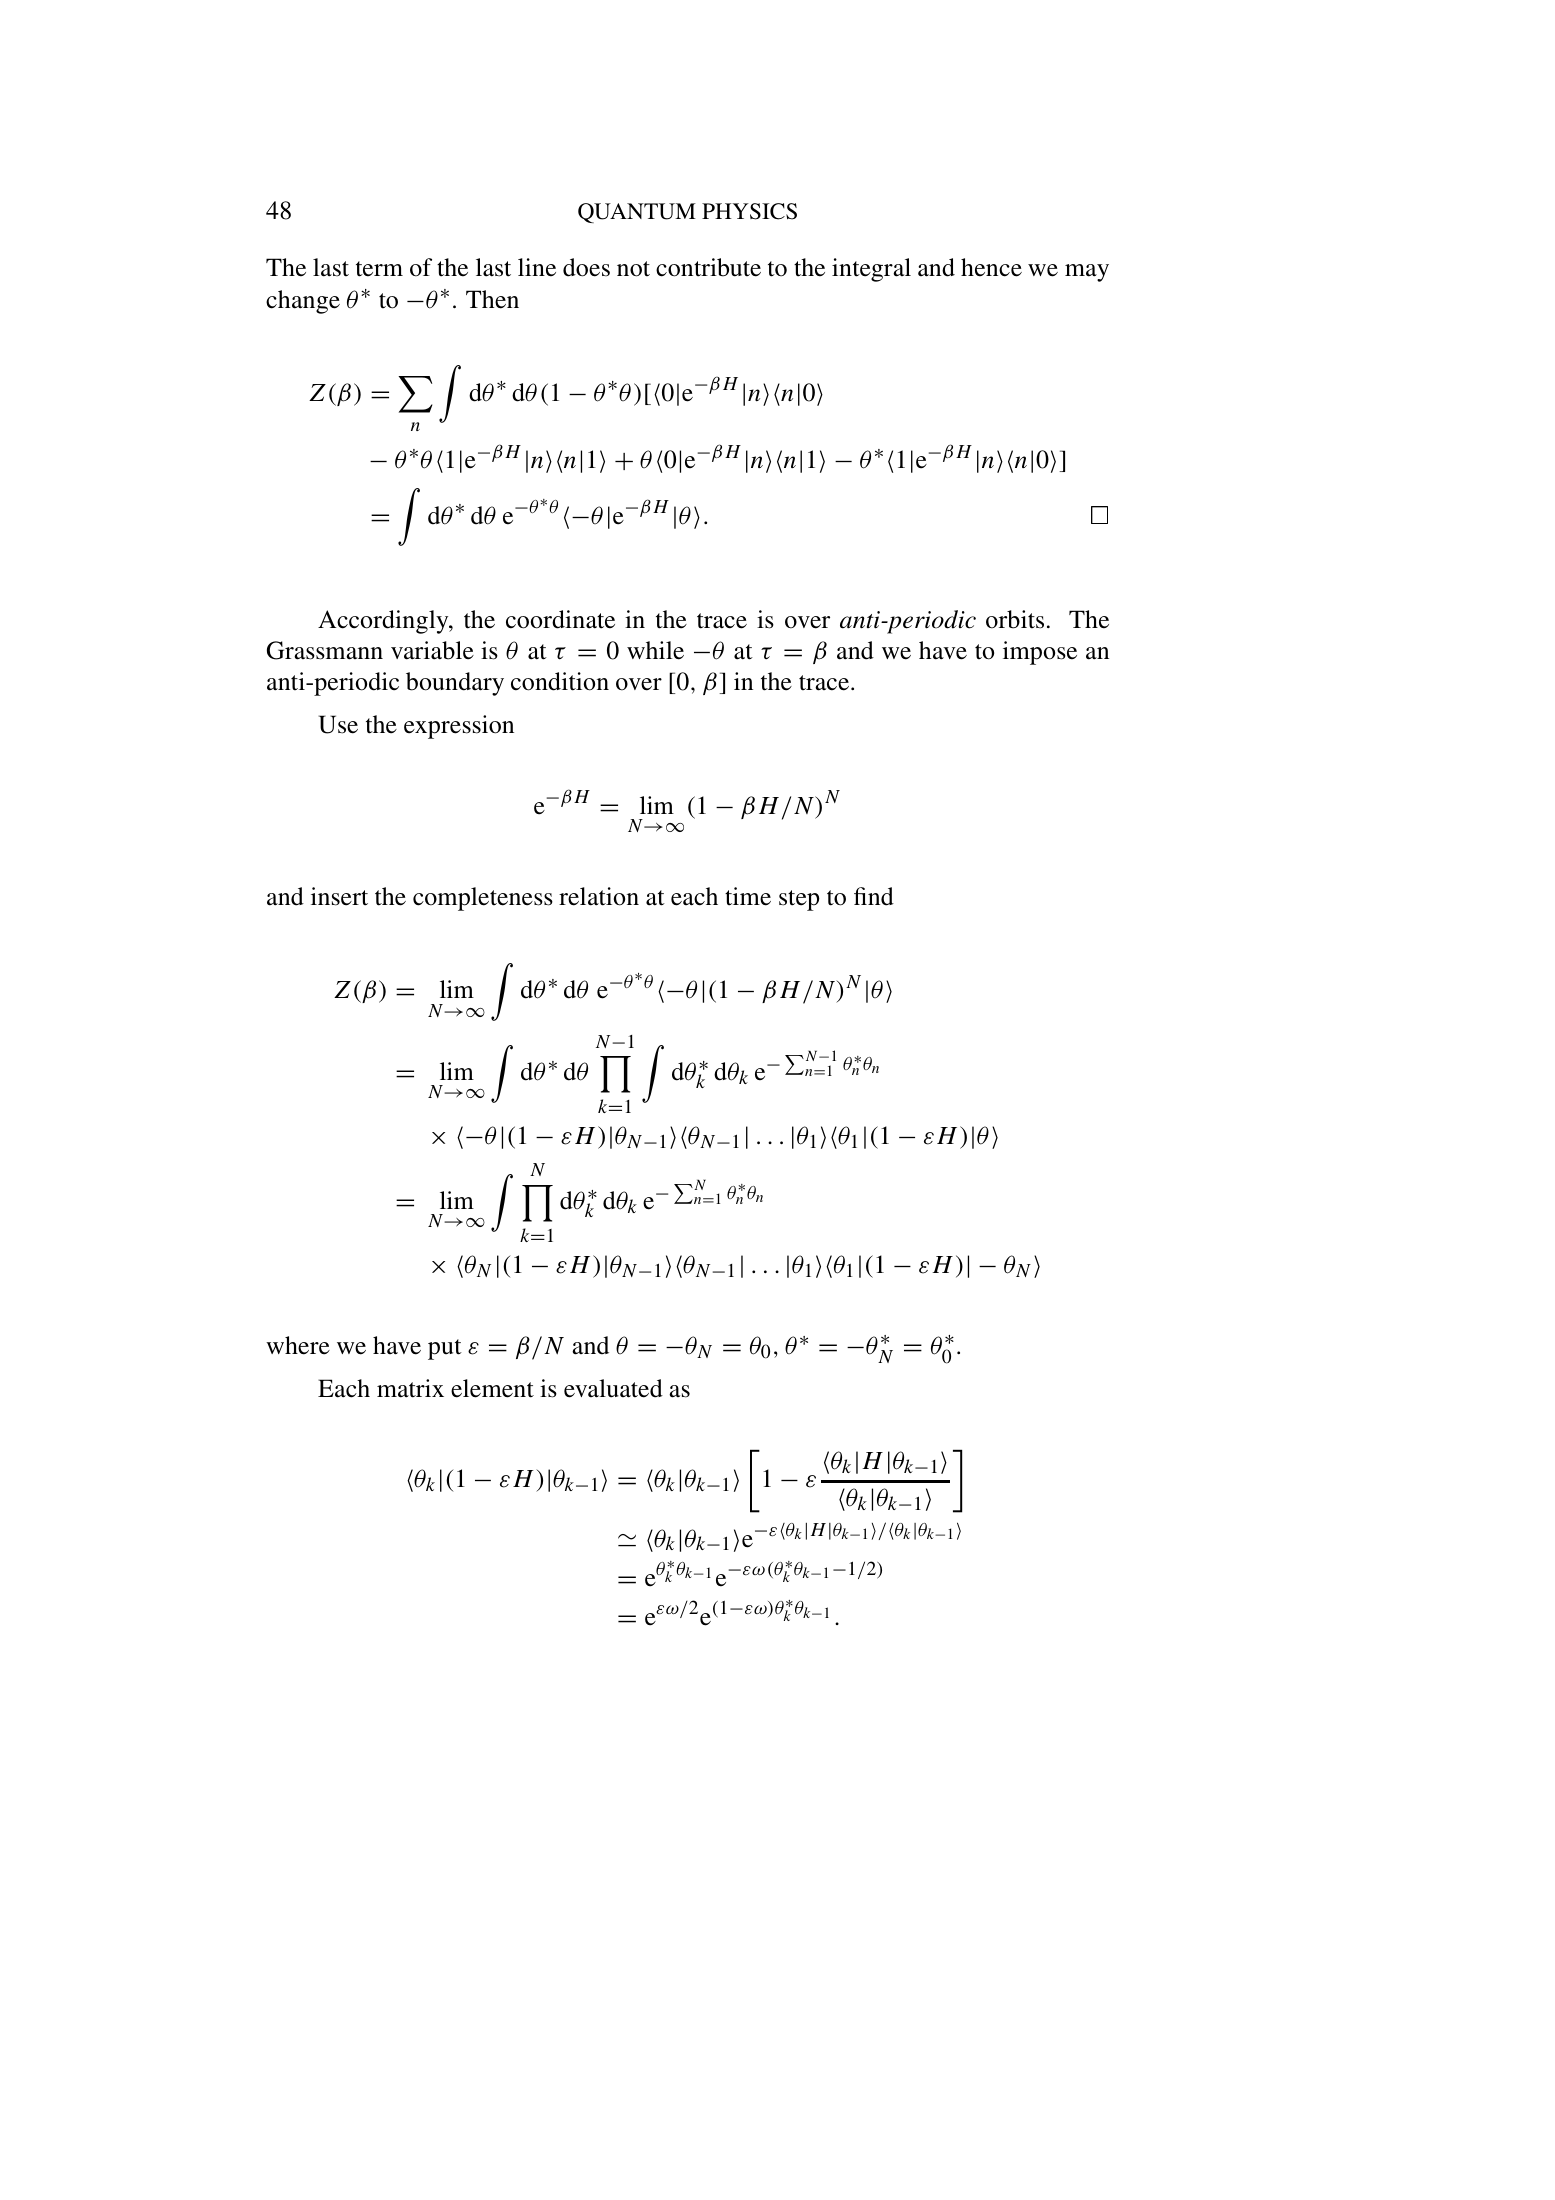 48 QUANTUM PHYSICS
The last term of the last line does not contribute to the integral and hence we may
change θ* to −θ*. Then
Z(β) = ∑_n ∫ dθ* dθ(1 − θ*θ)[⟨0|e^{−βH}|n⟩⟨n|0⟩
− θ*θ⟨1|e^{−βH}|n⟩⟨n|1⟩ + θ⟨0|e^{−βH}|n⟩⟨n|1⟩ − θ*⟨1|e^{−βH}|n⟩⟨n|0⟩]
= ∫ dθ* dθ e^{−θ*θ}⟨−θ|e^{−βH}|θ⟩. □
Accordingly, the coordinate in the trace is over anti-periodic orbits. The
Grassmann variable is θ at τ = 0 while −θ at τ = β and we have to impose an
anti-periodic boundary condition over [0, β] in the trace.
Use the expression
e^{−βH} = lim_{N→∞} (1 − βH/N)^N
and insert the completeness relation at each time step to find
Z(β) = lim_{N→∞} ∫ dθ* dθ e^{−θ*θ}⟨−θ|(1 − βH/N)^N|θ⟩
= lim_{N→∞} ∫ dθ* dθ ∏_{k=1}^{N−1} ∫ dθ_k^* dθ_k e^{−∑_{n=1}^{N−1} θ_n^*θ_n}
× ⟨−θ|(1 − εH)|θ_{N−1}⟩⟨θ_{N−1}| . . . |θ_1⟩⟨θ_1|(1 − εH)|θ⟩
= lim_{N→∞} ∫ ∏_{k=1}^{N} dθ_k^* dθ_k e^{−∑_{n=1}^{N} θ_n^*θ_n}
× ⟨θ_N|(1 − εH)|θ_{N−1}⟩⟨θ_{N−1}| . . . |θ_1⟩⟨θ_1|(1 − εH)| − θ_N⟩
where we have put ε = β/N and θ = −θ_N = θ_0, θ* = −θ_N^* = θ_0^*.
Each matrix element is evaluated as
⟨θ_k|(1 − εH)|θ_{k−1}⟩ = ⟨θ_k|θ_{k−1}⟩ [1 − ε ⟨θ_k|H|θ_{k−1}⟩/⟨θ_k|θ_{k−1}⟩]
≃ ⟨θ_k|θ_{k−1}⟩e^{−ε⟨θ_k|H|θ_{k−1}⟩/⟨θ_k|θ_{k−1}⟩}
= e^{θ_k^*θ_{k−1}}e^{−εω(θ_k^*θ_{k−1}−1/2)}
= e^{εω/2}e^{(1−εω)θ_k^*θ_{k−1}}.